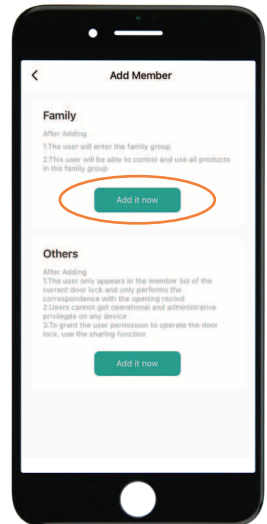 Add Member
Family
After Adding
1.The user will enter the family group
2.This user will be able to control and use all products
in the family group
Add it now
Others
After Adding
1.The user only appears in the member list of the
current door lock and only performs the
correspondence with the opening record
2.Users cannot get operational and administrative
privileges on any device
3.To grant the user permission to operate the door
lock, use the sharing function
Add it now